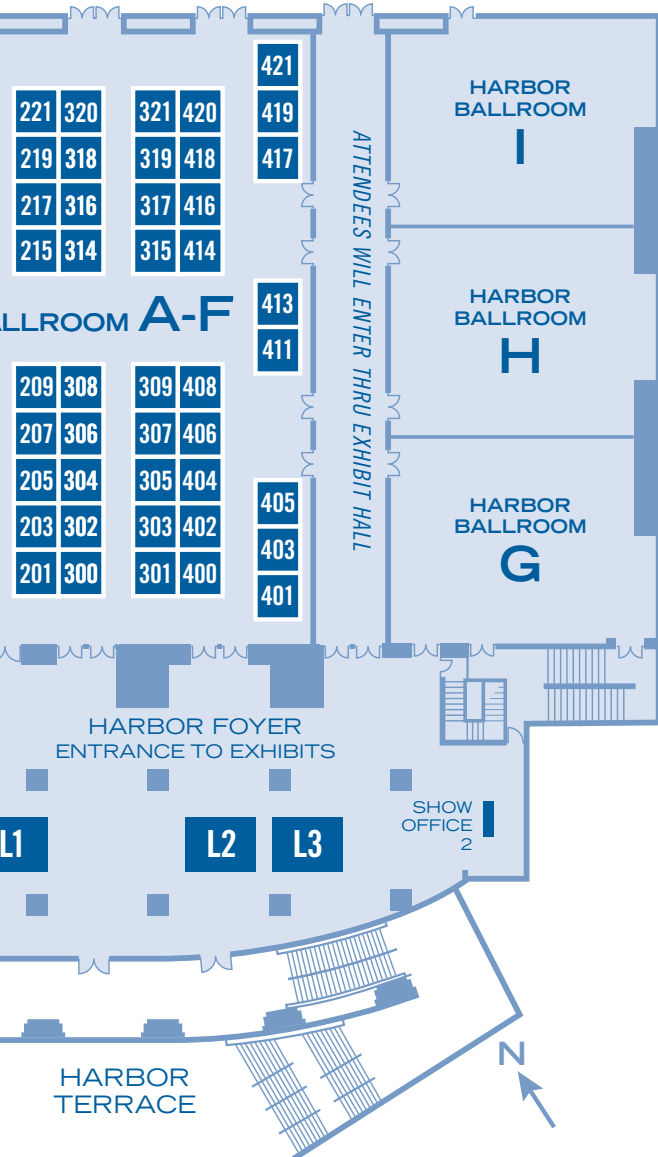 421
221 320 321 420 419
219 318 319 418 417
217 316 317 416
215 314 315 414
HARBOR
BALLROOM
I
ATTENDEES WILL ENTER THRU EXHIBIT HALL
A-F
413
411
HARBOR
BALLROOM
H
209 308 309 408
207 306 307 406
205 304 305 404
203 302 303 402
201 300 301 400
405
403
401
HARBOR
BALLROOM
G
HARBOR FOYER
ENTRANCE TO EXHIBITS
L1 L2 L3
SHOW
OFFICE
2
HARBOR
TERRACE
N